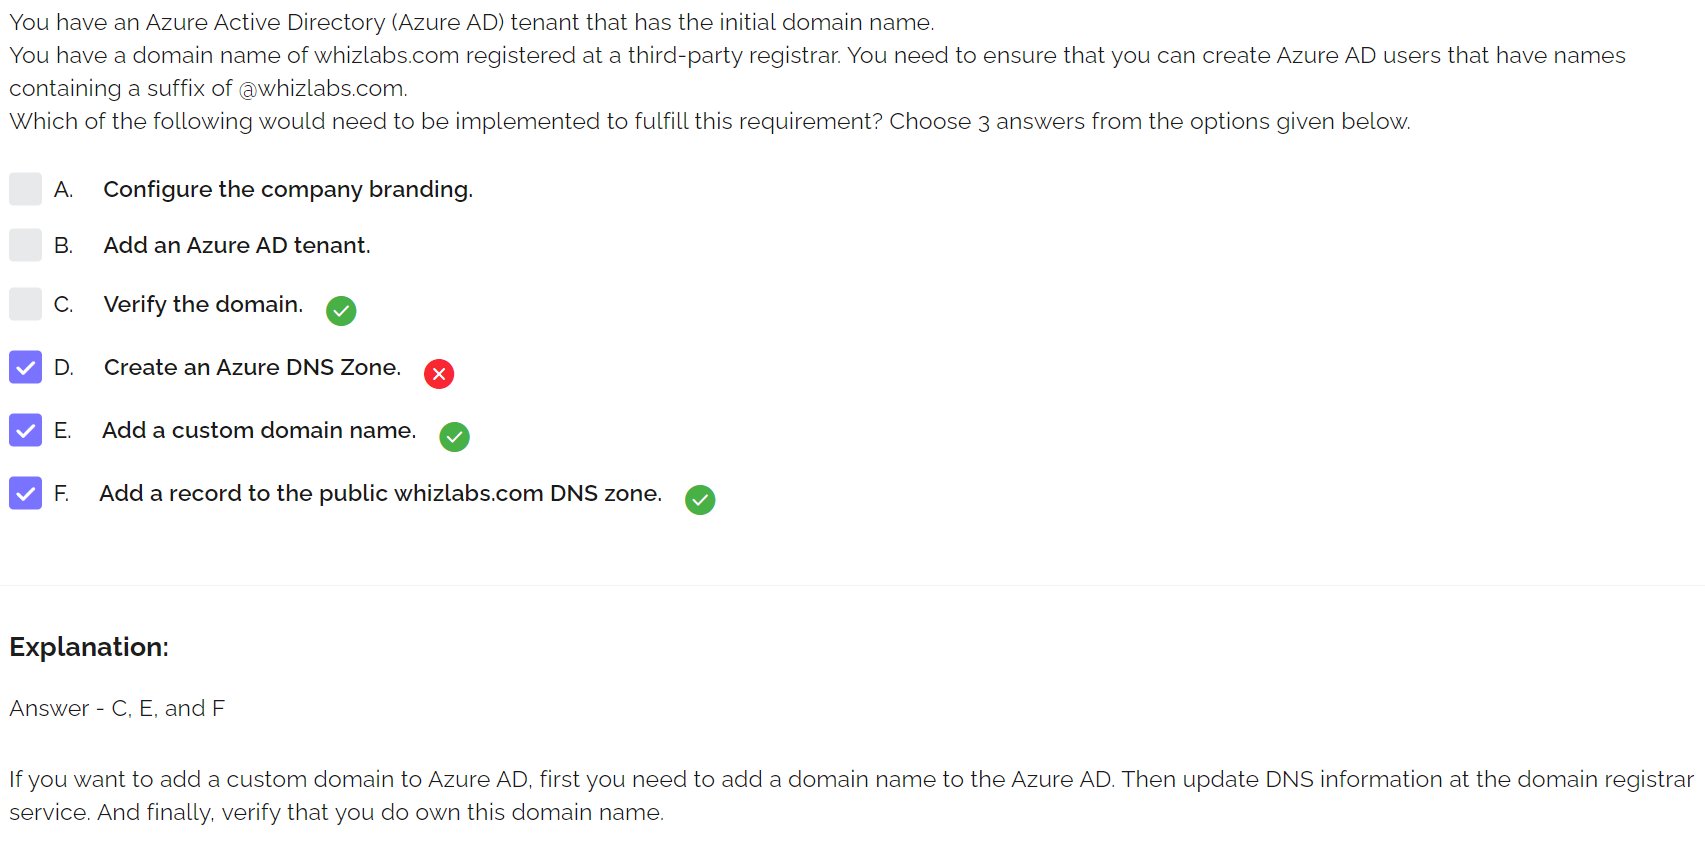 You have an Azure Active Directory (Azure AD) tenant that has the initial domain name.
You have a domain name of whizlabs.com registered at a third-party registrar. You need to ensure that you can create Azure AD users that have names
containing a suffix of @whizlabs.com.
Which of the following would need to be implemented to fulfill this requirement? Choose 3 answers from the options given below.
A. Configure the company branding.
B. Add an Azure AD tenant.
C. Verify the domain.
D. Create an Azure DNS Zone.
E. Add a custom domain name.
F. Add a record to the public whizlabs.com DNS zone.
Explanation:
Answer - C, E, and F
If you want to add a custom domain to Azure AD, first you need to add a domain name to the Azure AD. Then update DNS information at the domain registrar
service. And finally, verify that you do own this domain name.